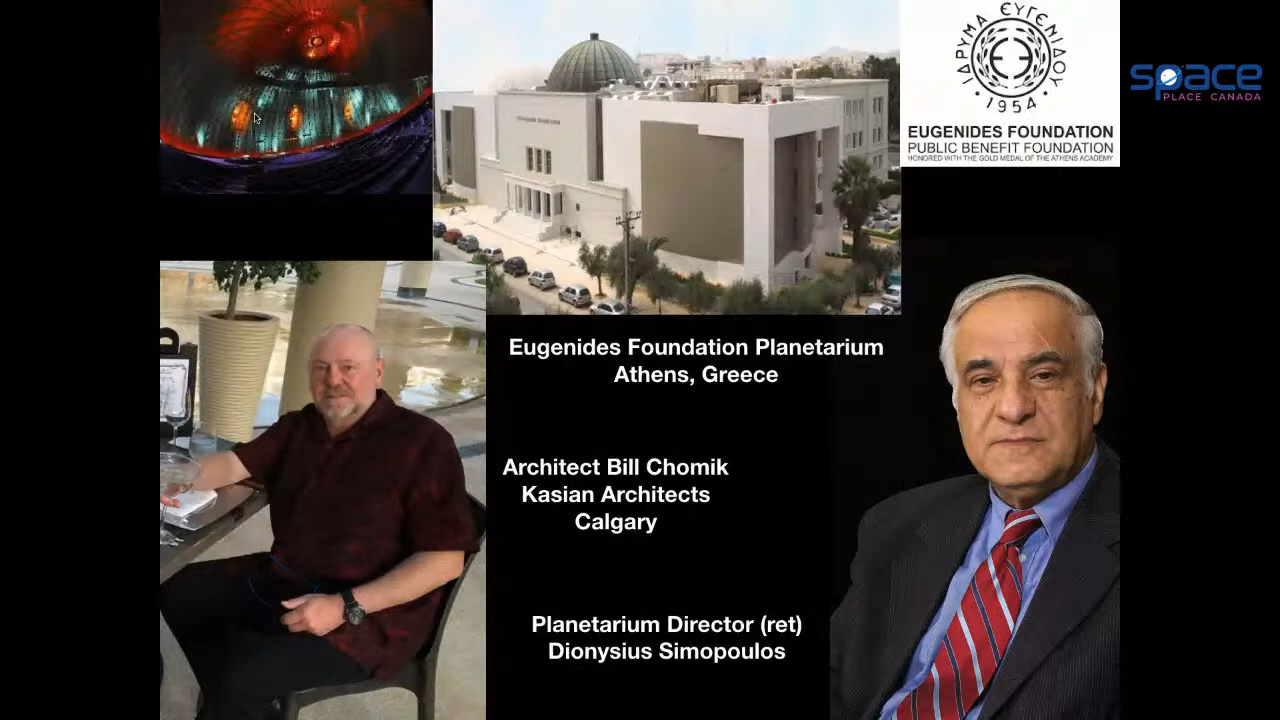 ΙΔΡΥΜΑ ΕΥΓΕΝΙΔΟΥ
· 1954 ·
EUGENIDES FOUNDATION
PUBLIC BENEFIT FOUNDATION
HONORED WITH THE GOLD MEDAL OF THE ATHENS ACADEMY
space
PLACE CANADA
Eugenides Foundation Planetarium
Athens, Greece
Architect Bill Chomik
Kasian Architects
Calgary
Planetarium Director (ret)
Dionysius Simopoulos